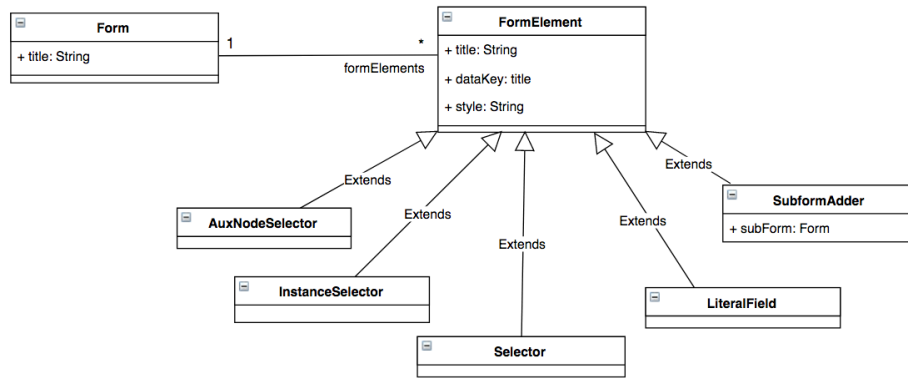 Form
+ title: String
1
*
formElements
FormElement
+ title: String
+ dataKey: title
+ style: String
Extends
Extends
Extends
Extends
Extends
AuxNodeSelector
InstanceSelector
Selector
LiteralField
SubformAdder
+ subForm: Form